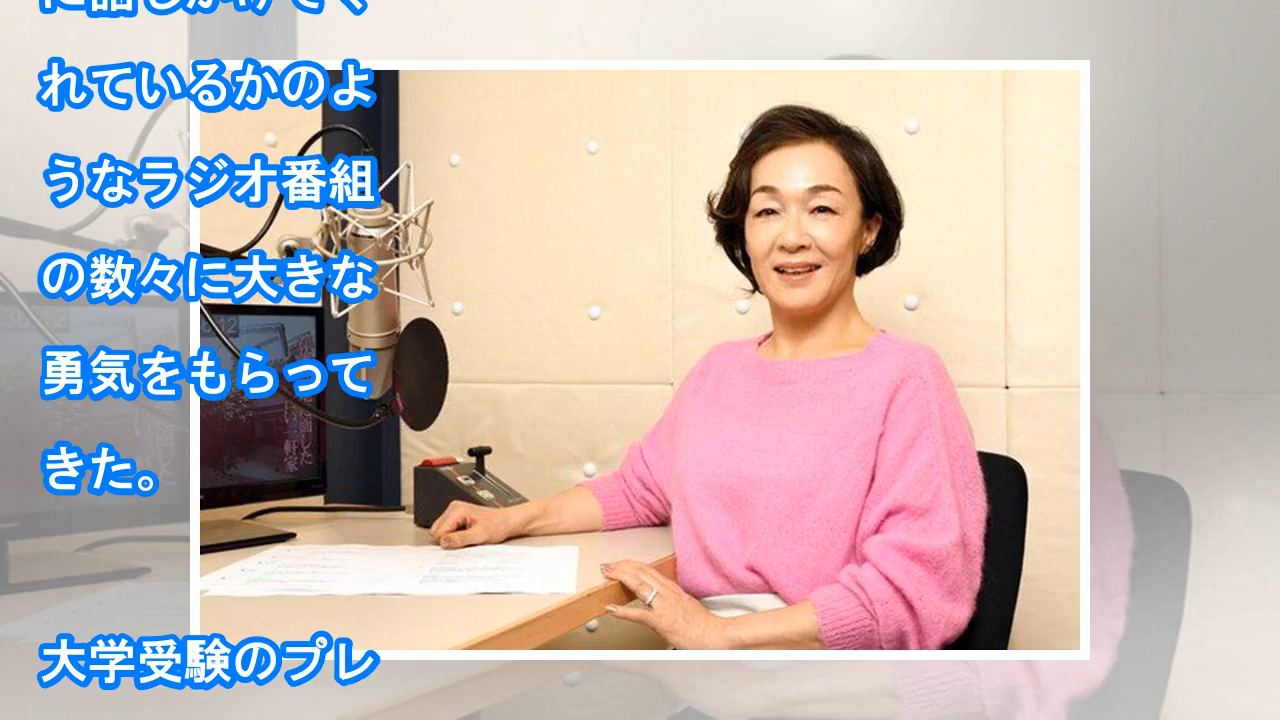 れているかのよ
うなラジオ番組
の数々に大きな
勇気をもらって
きた。
大学受験のプレ